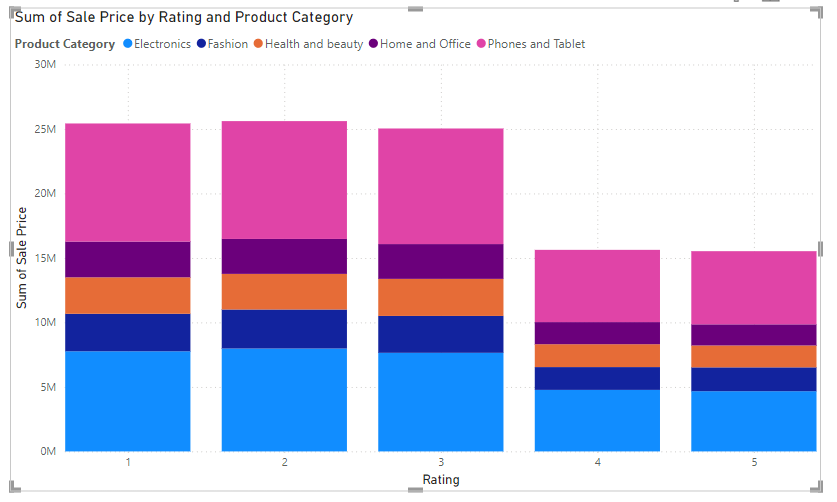 Sum of Sale Price by Rating and Product Category
Product Category Electronics Fashion Health and beauty Home and Office Phones and Tablet
30M
25M
20M
15M
10M
5M
0M
Sum of Sale Price
1 2 3 4 5
Rating